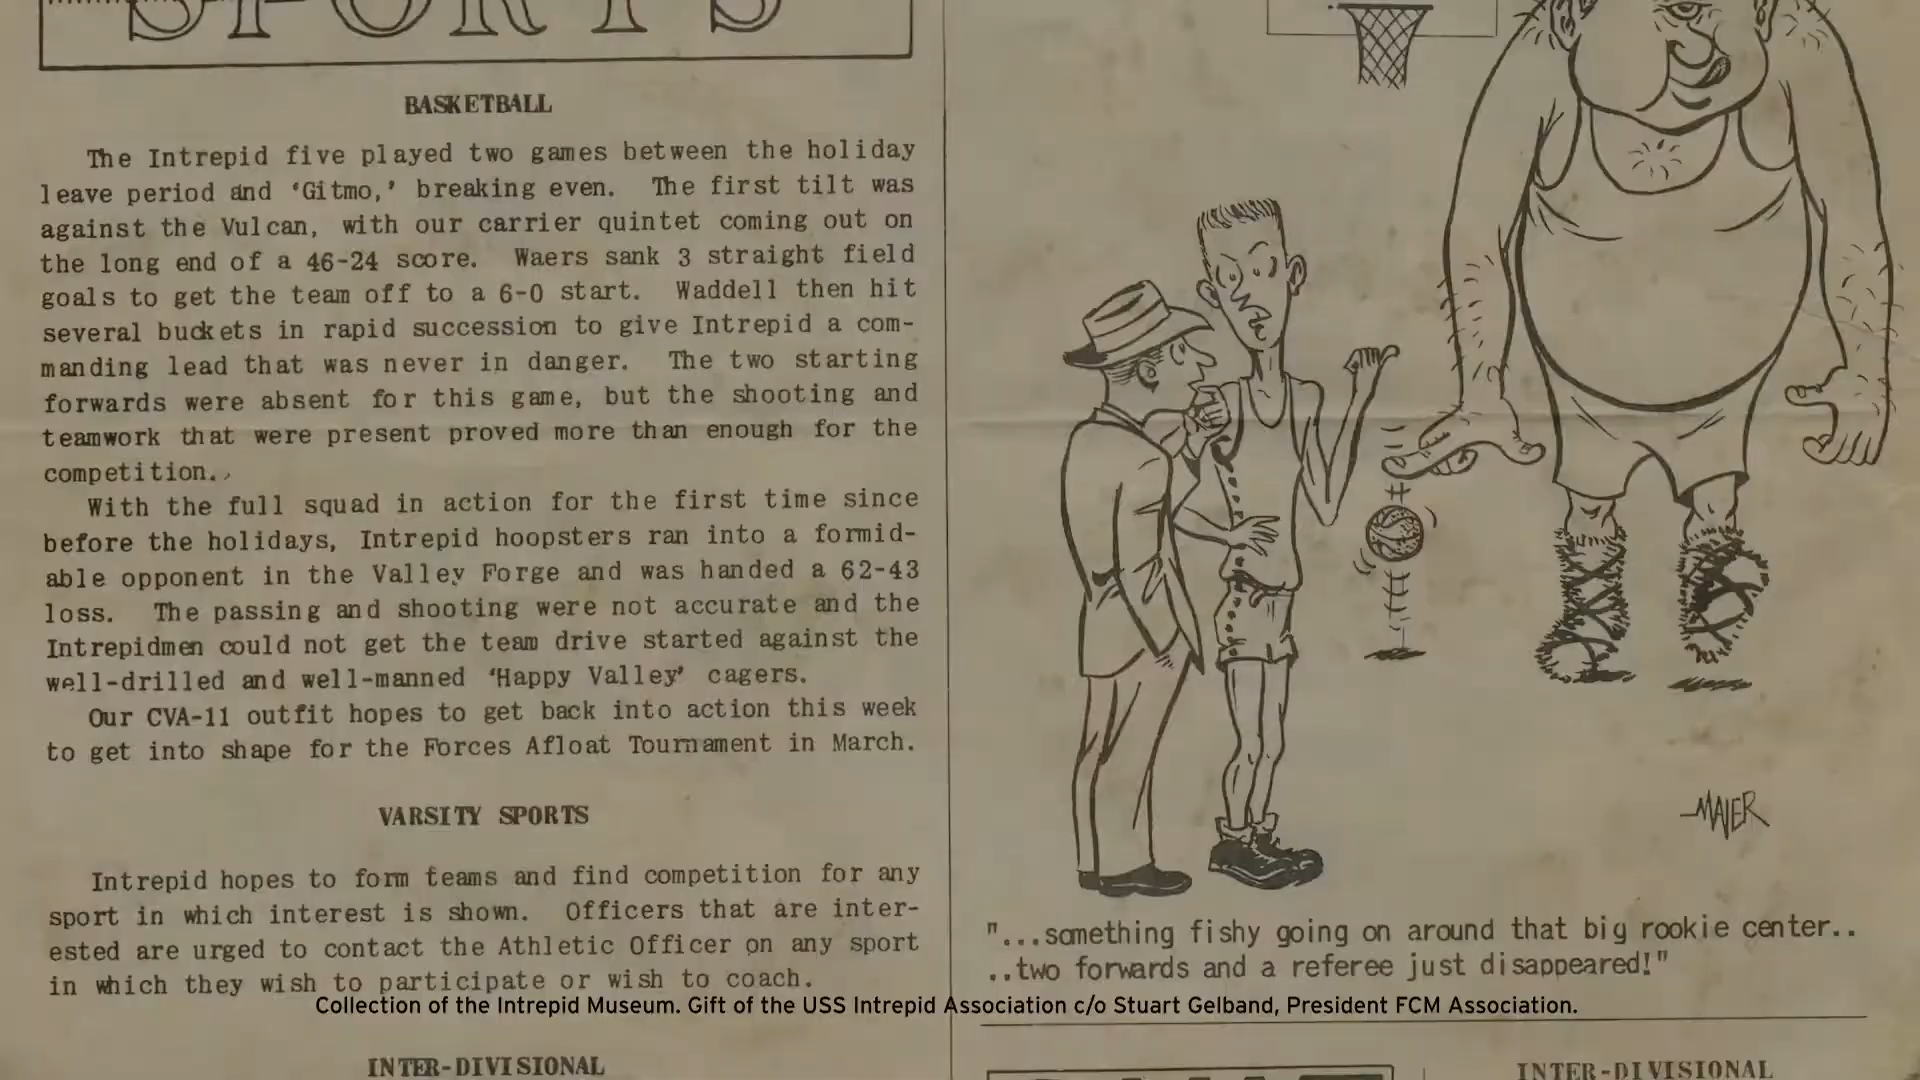 SPORTS
BASKETBALL
The Intrepid five played two games between the holiday
leave period and 'Gitmo,' breaking even. The first tilt was
against the Vulcan, with our carrier quintet coming out on
the long end of a 46-24 score. Waers sank 3 straight field
goals to get the team off to a 6-0 start. Waddell then hit
several buckets in rapid succession to give Intrepid a com-
manding lead that was never in danger. The two starting
forwards were absent for this game, but the shooting and
teamwork that were present proved more than enough for the
competition.
With the full squad in action for the first time since
before the holidays, Intrepid hoopsters ran into a formid-
able opponent in the Valley Forge and was handed a 62-43
loss. The passing and shooting were not accurate and the
Intrepidmen could not get the team drive started against the
well-drilled and well-manned 'Happy Valley' cagers.
Our CVA-11 outfit hopes to get back into action this week
to get into shape for the Forces Afloat Tournament in March.
VARSITY SPORTS
Intrepid hopes to form teams and find competition for any
sport in which interest is shown. Officers that are inter-
ested are urged to contact the Athletic Officer on any sport
in which they wish to participate or wish to coach.
INTER-DIVISIONAL
MAIER
"...something fishy going on around that big rookie center..
..two forwards and a referee just disappeared!"
INTER-DIVISIONAL
Collection of the Intrepid Museum. Gift of the USS Intrepid Association c/o Stuart Gelband, President FCM Association.